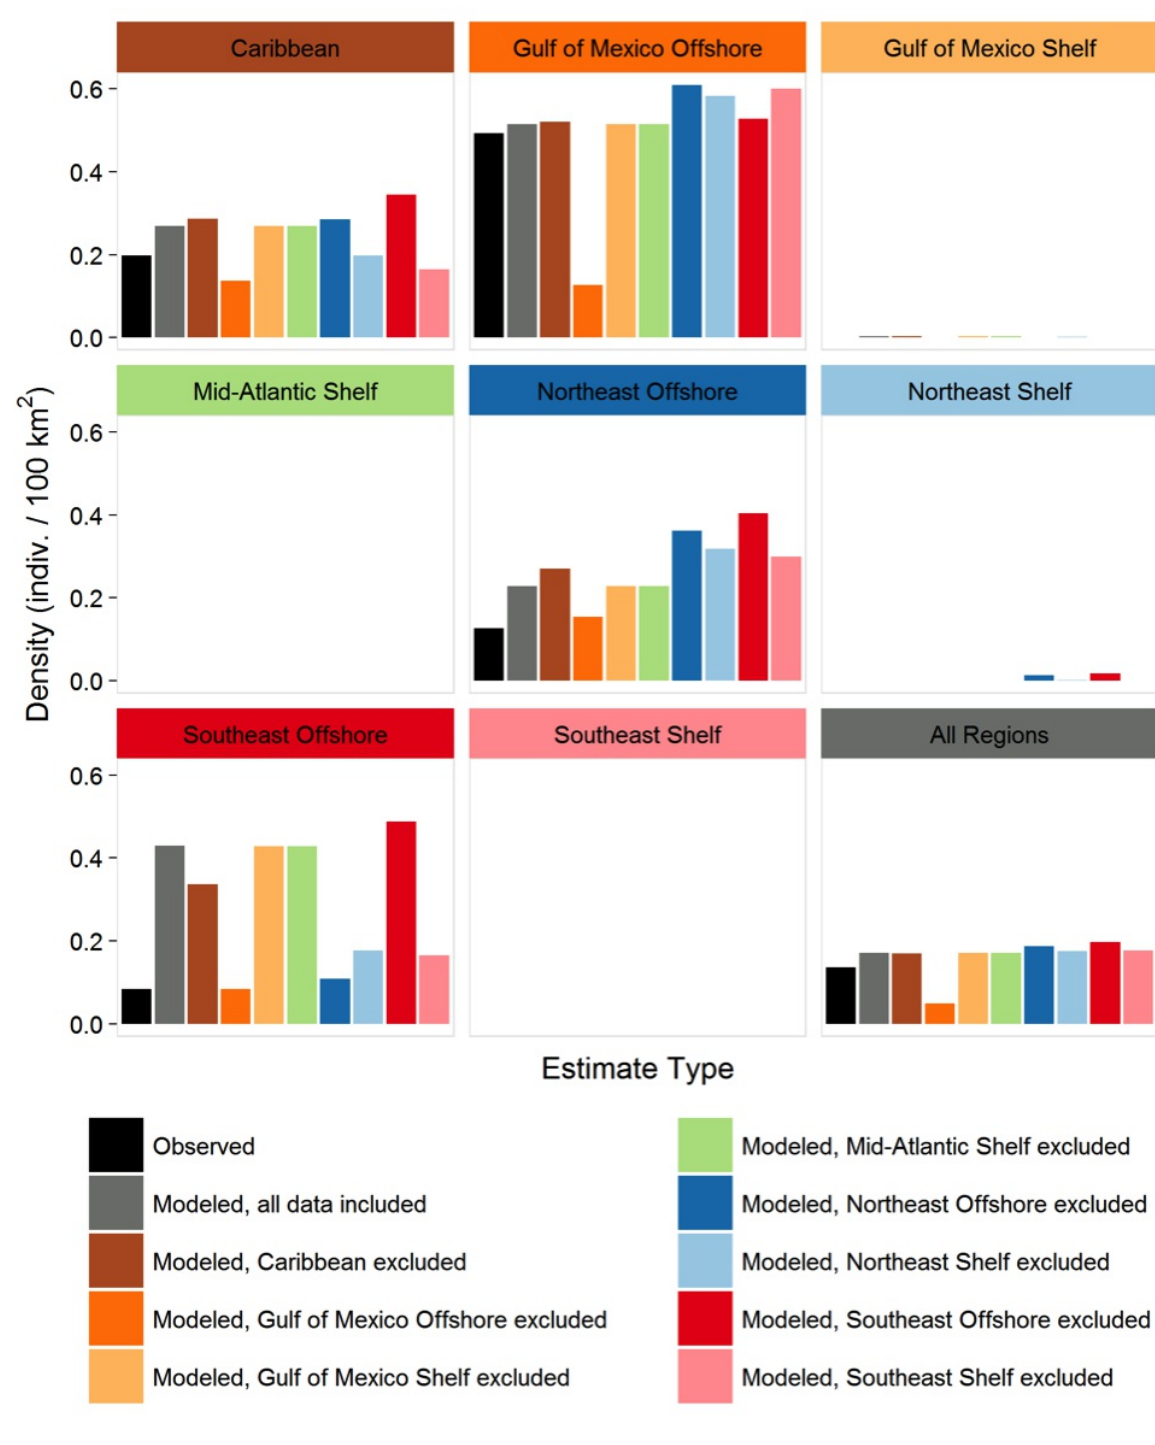 Caribbean
Gulf of Mexico Offshore
Gulf of Mexico Shelf
0.6
0.4
0.2
0.0
Mid-Atlantic Shelf
Northeast Offshore
Northeast Shelf
0.6
0.4
0.2
0.0
Density (indiv. / 100 km²)
Southeast Offshore
Southeast Shelf
All Regions
0.6
0.4
0.2
0.0
Estimate Type
Observed
Modeled, all data included
Modeled, Caribbean excluded
Modeled, Gulf of Mexico Offshore excluded
Modeled, Gulf of Mexico Shelf excluded
Modeled, Mid-Atlantic Shelf excluded
Modeled, Northeast Offshore excluded
Modeled, Northeast Shelf excluded
Modeled, Southeast Offshore excluded
Modeled, Southeast Shelf excluded